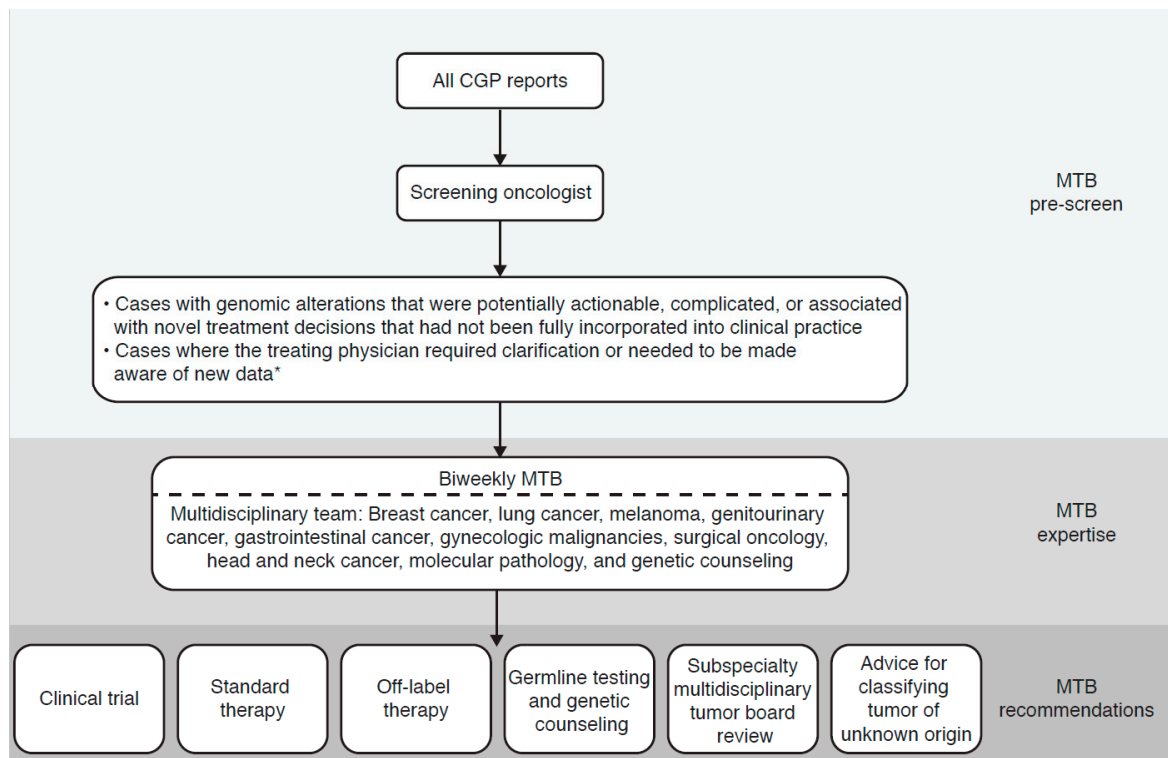 All CGP reports
Screening oncologist
MTB
pre-screen
• Cases with genomic alterations that were potentially actionable, complicated, or associated
with novel treatment decisions that had not been fully incorporated into clinical practice
• Cases where the treating physician required clarification or needed to be made
aware of new data*
Biweekly MTB
Multidisciplinary team: Breast cancer, lung cancer, melanoma, genitourinary
cancer, gastrointestinal cancer, gynecologic malignancies, surgical oncology,
head and neck cancer, molecular pathology, and genetic counseling
MTB
expertise
Clinical trial
Standard
therapy
Off-label
therapy
Germline testing
and genetic
counseling
Subspecialty
multidisciplinary
tumor board
review
Advice for
classifying
tumor of
unknown origin
MTB
recommendations